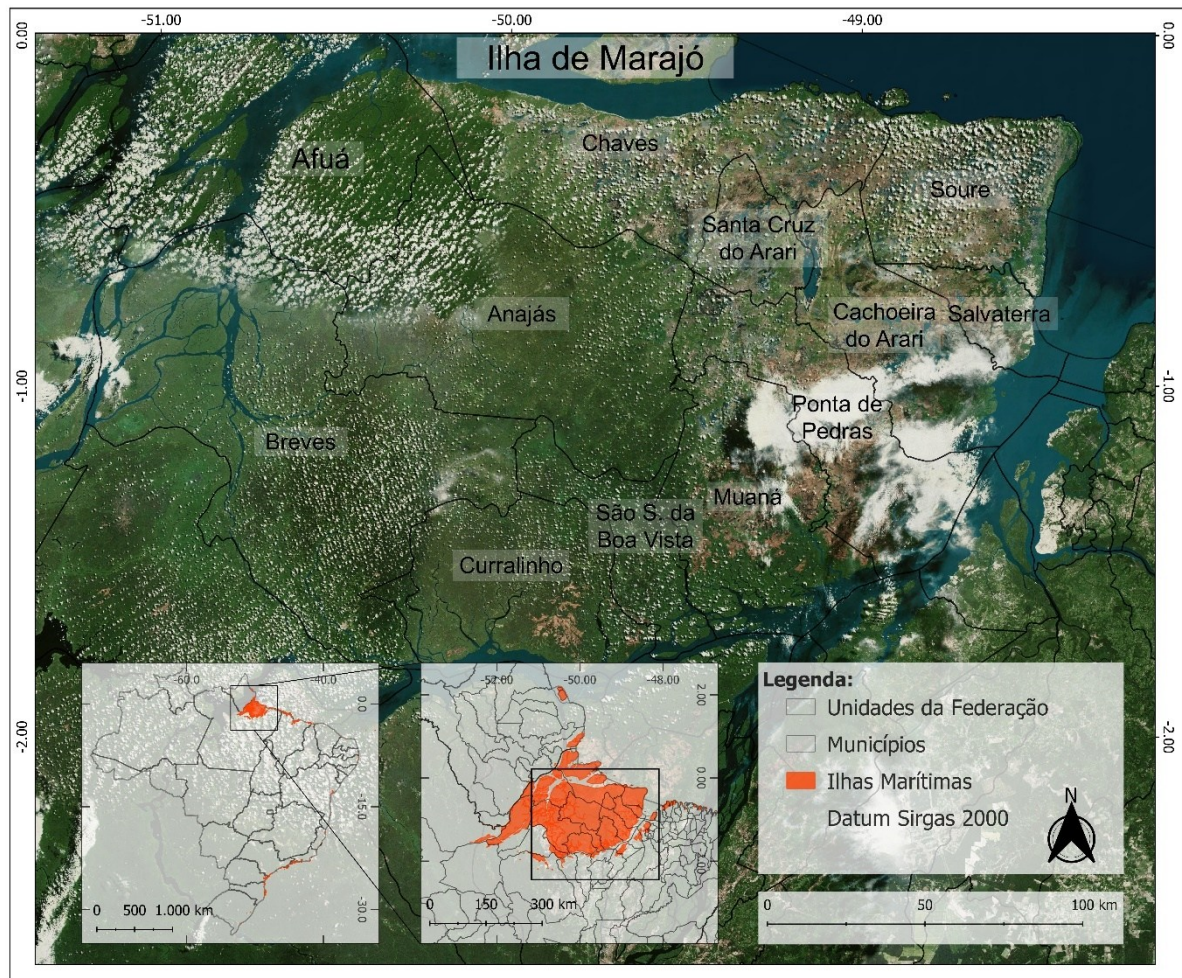 -51.00
-50.00
-49.00
0.00
0.00
Ilha de Marajó
Chaves
Afuá
Soure
Santa Cruz
do Arari
Anajás
Cachoeira
do Arari
Salvaterra
-1.00
-1.00
Ponta de
Pedras
Breves
Muaná
São S. da
Boa Vista
Curralinho
-2.00
-2.00
-60.0
-40.0
0.0
-15.0
-30.0
0 500 1.000 km
-52.00
-50.00
-48.00
2.00
0.00
0 150 300 km
Legenda:
Unidades da Federação
Municípios
Ilhas Marítimas
Datum Sirgas 2000
N
0 50 100 km